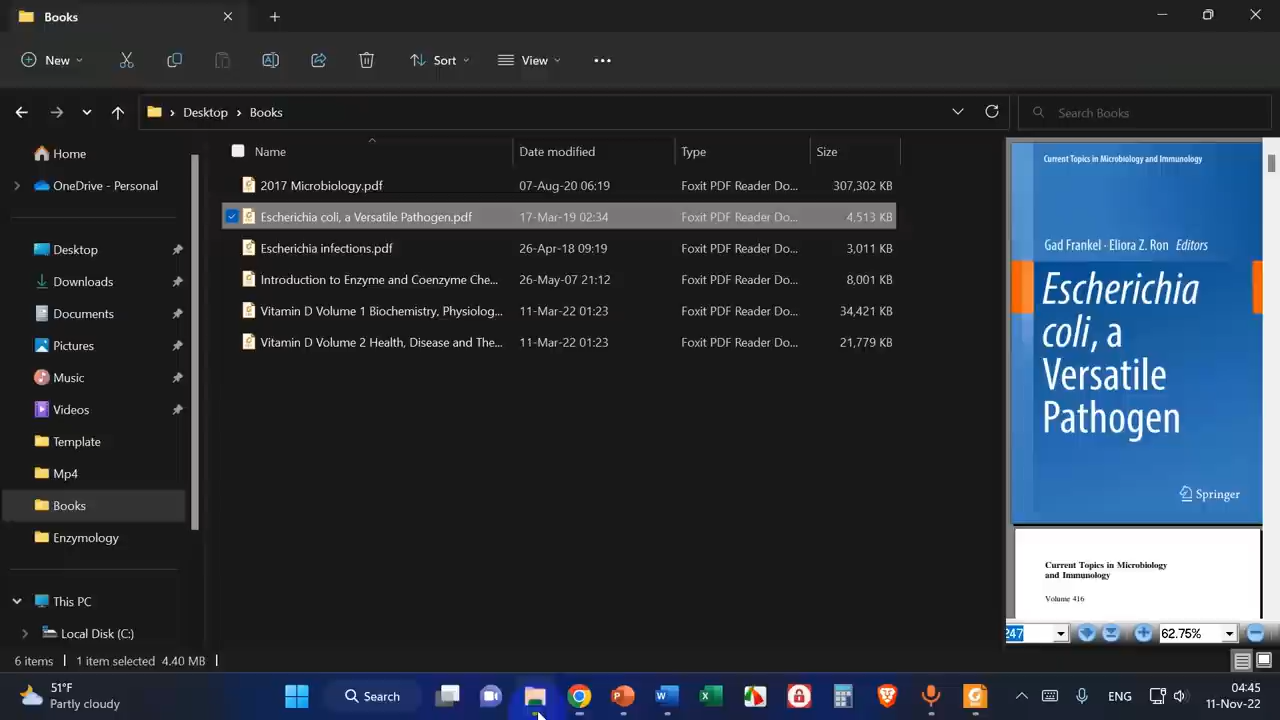 Books
New
Sort
View
Desktop
Books
Search Books
Home
OneDrive - Personal
Desktop
Downloads
Documents
Pictures
Music
Videos
Template
Mp4
Books
Enzymology
This PC
Local Disk (C:)
Name Date modified Type Size
2017 Microbiology.pdf 07-Aug-20 06:19 Foxit PDF Reader Do... 307,302 KB
Escherichia coli, a Versatile Pathogen.pdf 17-Mar-19 02:34 Foxit PDF Reader Do... 4,513 KB
Escherichia infections.pdf 26-Apr-18 09:19 Foxit PDF Reader Do... 3,011 KB
Introduction to Enzyme and Coenzyme Che... 26-May-07 21:12 Foxit PDF Reader Do... 8,001 KB
Vitamin D Volume 1 Biochemistry, Physiolog... 11-Mar-22 01:23 Foxit PDF Reader Do... 34,421 KB
Vitamin D Volume 2 Health, Disease and The... 11-Mar-22 01:23 Foxit PDF Reader Do... 21,779 KB
Current Topics in Microbiology and Immunology
Gad Frankel · Eliora Z. Ron Editors
Escherichia
coli, a
Versatile
Pathogen
Springer
Current Topics in Microbiology
and Immunology
Volume 416
247
62.75%
6 items 1 item selected 4.40 MB
51°F
Partly cloudy
Search
ENG
04:45
11-Nov-22